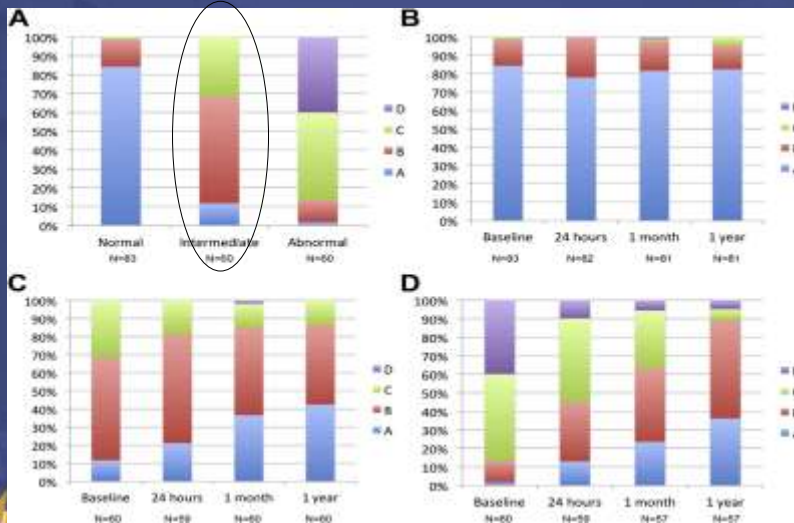 A
100%
90%
80%
70%
60%
50%
40%
30%
20%
10%
0%
Normal Intermediate Abnormal
N=83 N=60 N=60
D
C
B
A
B
100%
90%
80%
70%
60%
50%
40%
30%
20%
10%
0%
Baseline 24 hours 1 month 1 year
N=83 N=82 N=81 N=81
C
100%
90%
80%
70%
60%
50%
40%
30%
20%
10%
0%
Baseline 24 hours 1 month 1 year
N=60 N=59 N=60 N=60
D
C
B
A
D
100%
90%
80%
70%
60%
50%
40%
30%
20%
10%
0%
Baseline 24 hours 1 month 1 year
N=60 N=59 N=57 N=57